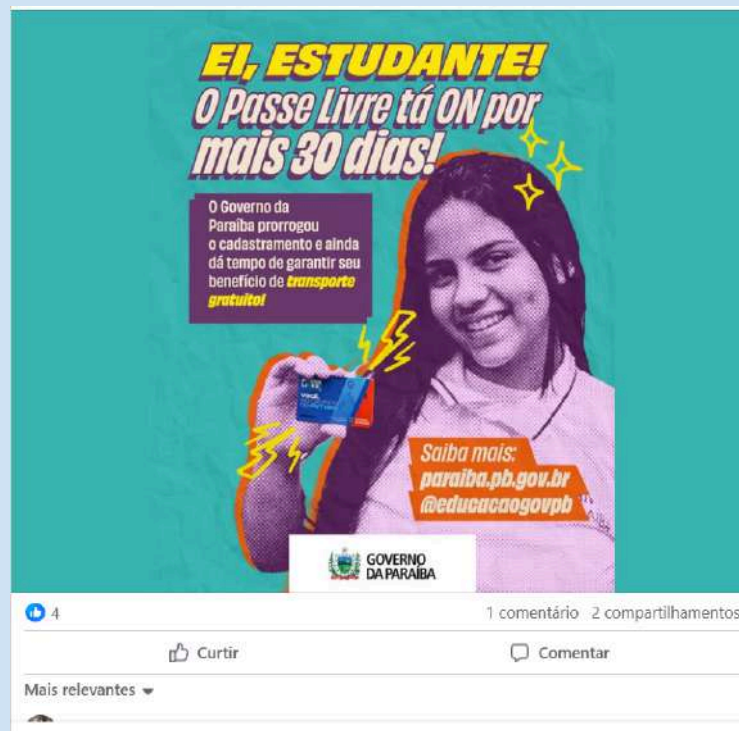 EI, ESTUDANTE!
O Passe Livre tá ON por
mais 30 dias!
O Governo da
Paraíba prorrogou
o cadastramento e ainda
dá tempo de garantir seu
benefício de transporte
gratuito!
Saiba mais:
paraiba.pb.gov.br
@educacaogovpb
GOVERNO
DA PARAÍBA
4
1 comentário 2 compartilhamentos
Curtir
Comentar
Mais relevantes